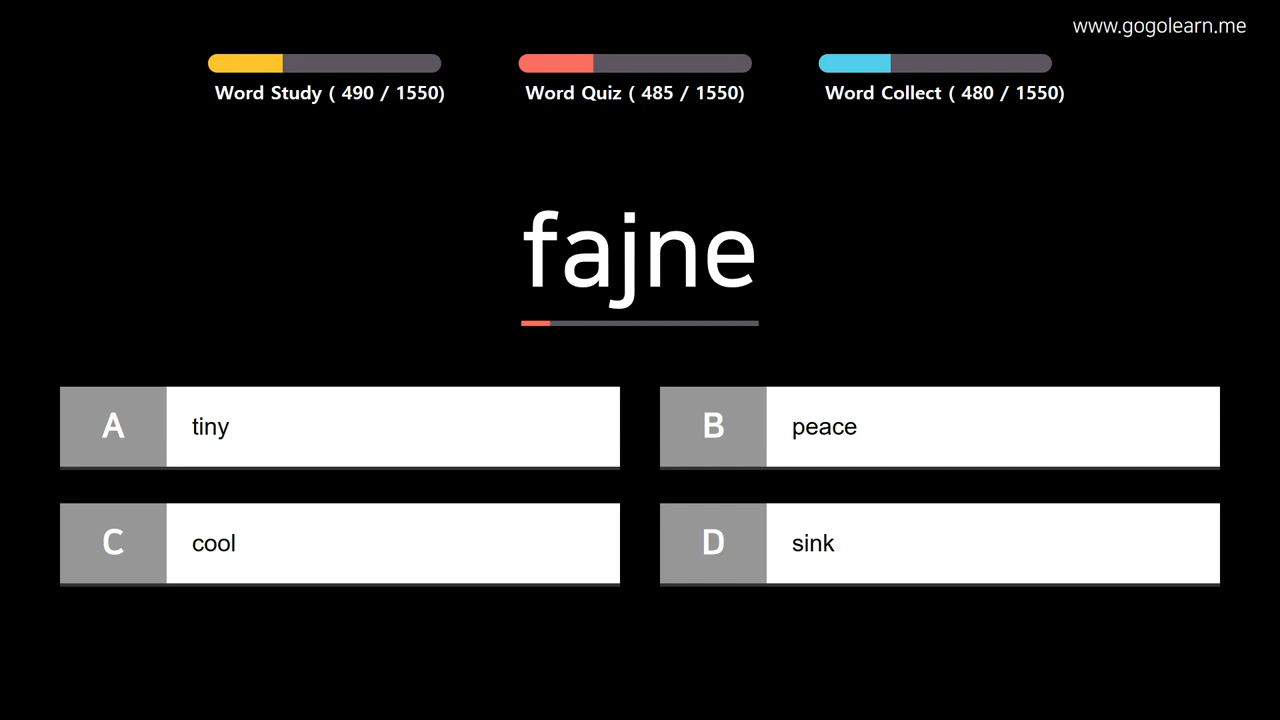 www.gogolearn.me
Word Study ( 490 / 1550)
Word Quiz ( 485 / 1550)
Word Collect ( 480 / 1550)
fajne
A tiny
B peace
C cool
D sink